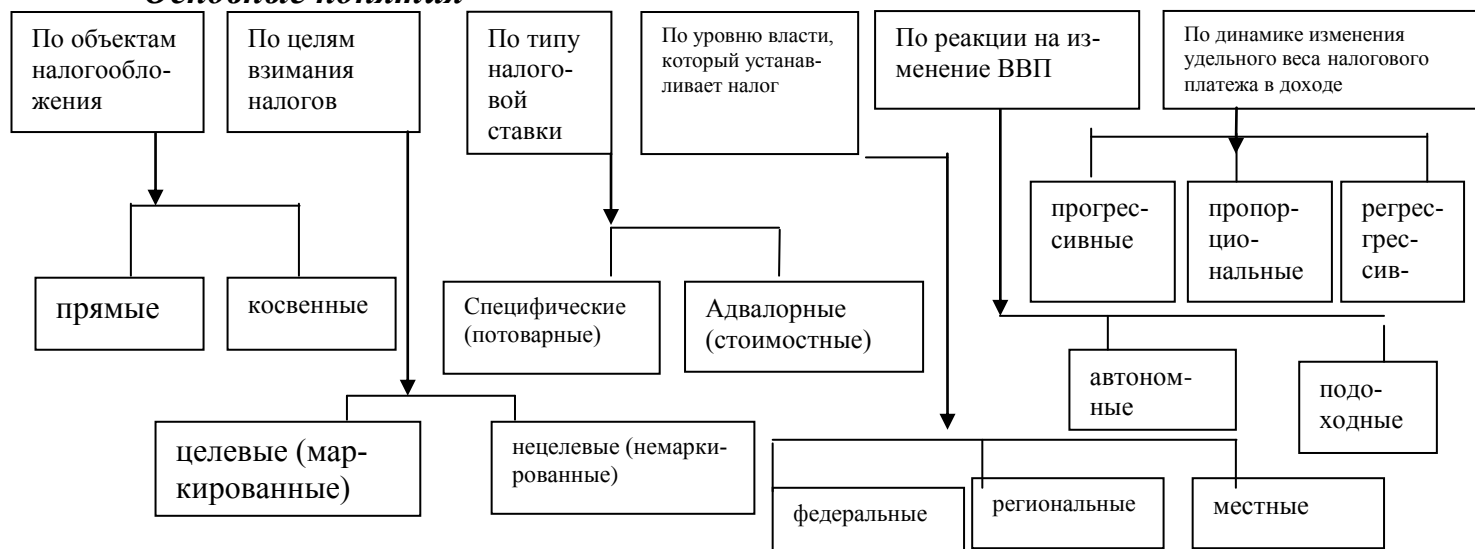 Основные понятия
По объектам
налогообло-
жения
По целям
взимания
налогов
По типу
налого-
вой
ставки
По уровню власти,
который устанав-
ливает налог
По реакции на из-
менение ВВП
По динамике изменения
удельного веса налогового
платежа в доходе
прогрес-
сивные
пропор-
цио-
нальные
регрес-
грес-
сив-
прямые
косвенные
Специфические
(потоварные)
Адвалорные
(стоимостные)
автоном-
ные
подо-
ходные
целевые (мар-
кированные)
нецелевые (немарки-
рованные)
федеральные
региональные
местные